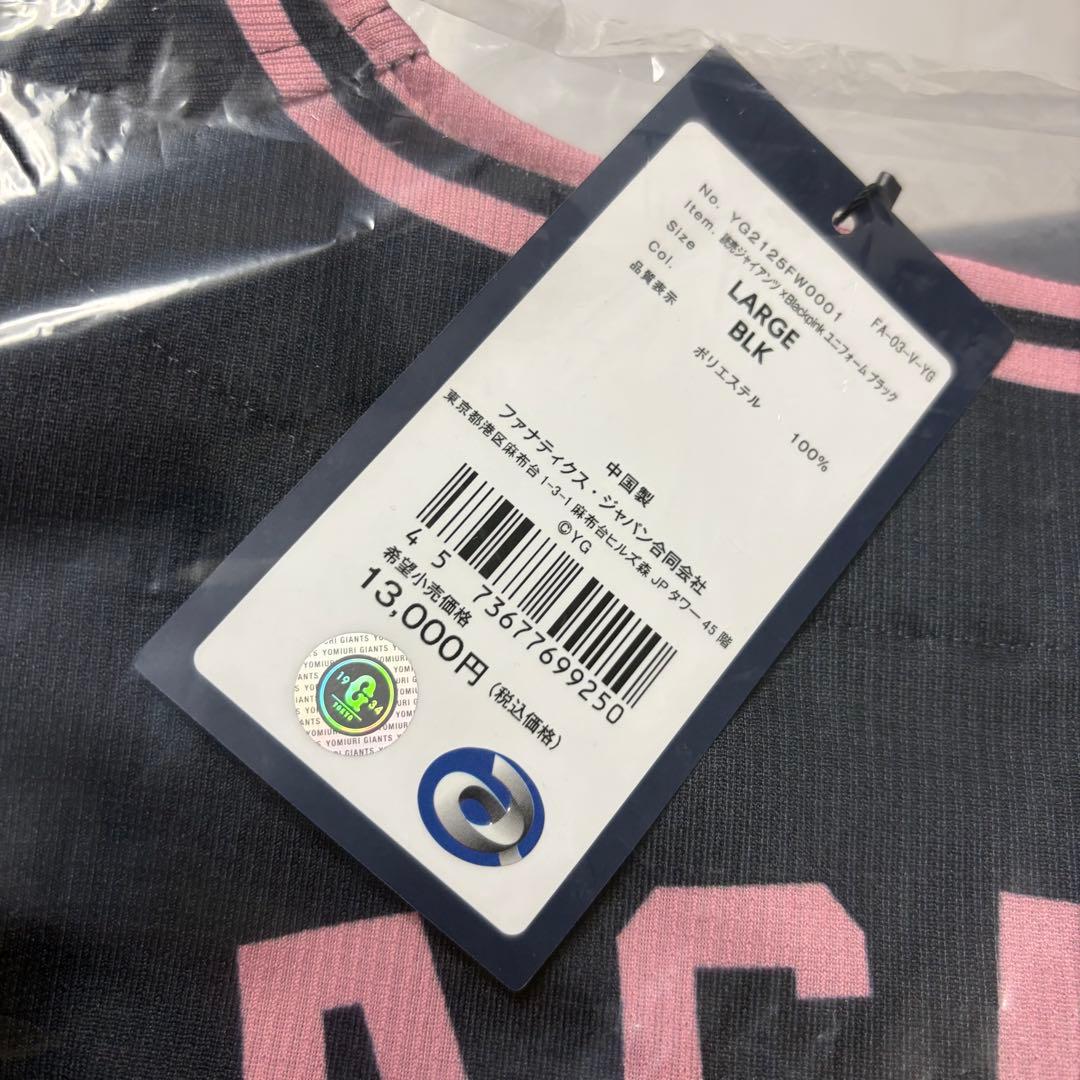 No. YG2125FW0001 FA-03-V-YG
Item. 読売ジャイアンツ×Blackpink ユニフォーム ブラック
Size LARGE
Col. BLK
品質表示 ポリエステル 100%
中国製
ファナティクス・ジャパン合同会社
東京都港区麻布台 1-3-1 麻布台ヒルズ森 JP タワー 45 階
©YG
45 73677 699250
希望小売価格
13,000円 (税込価格)
YOMIURI GIANTS
19 G 34
TOKYO
YOMIURI GIANTS